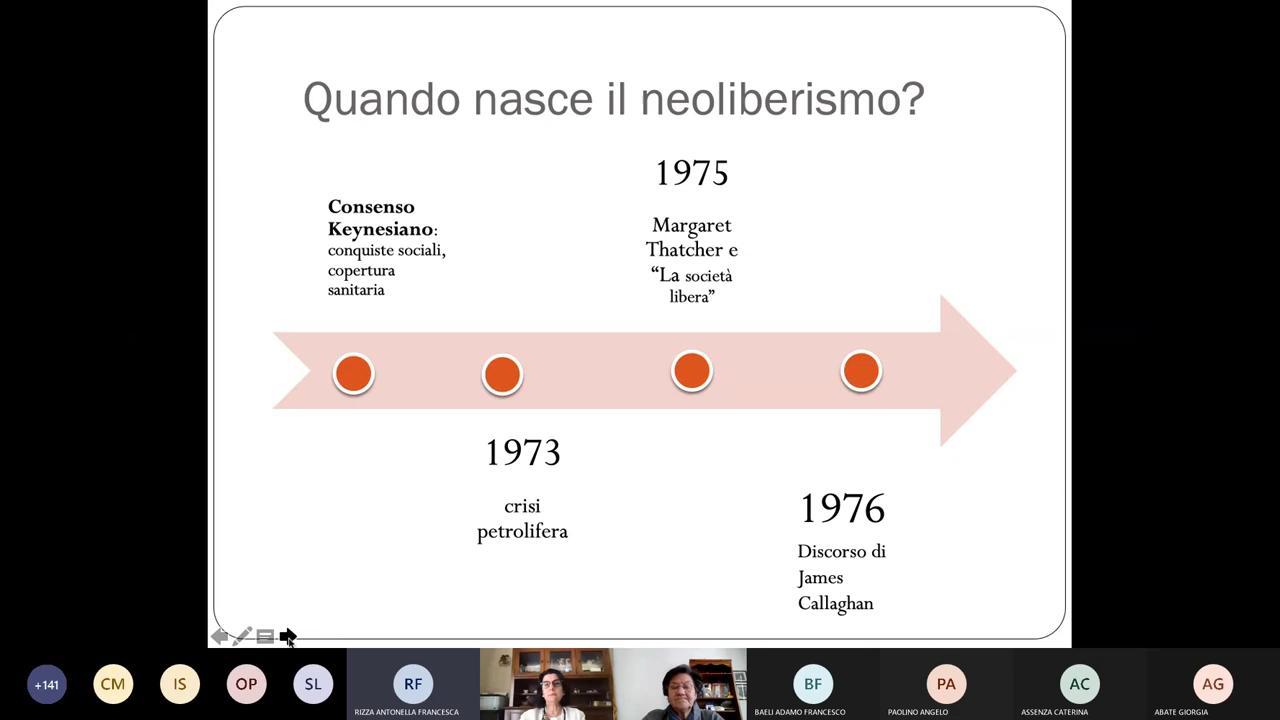 Quando nasce il neoliberismo?
Consenso
Keynesiano:
conquiste sociali,
copertura
sanitaria
1973
crisi
petrolifera
1975
Margaret
Thatcher e
“La società
libera”
1976
Discorso di
James
Callaghan
+141
CM
IS
OP
SL
RF
RIZZA ANTONELLA FRANCESCA
BF
BAELI ADAMO FRANCESCO
PA
PAOLINO ANGELO
AC
ASSENZA CATERINA
AG
ABATE GIORGIA